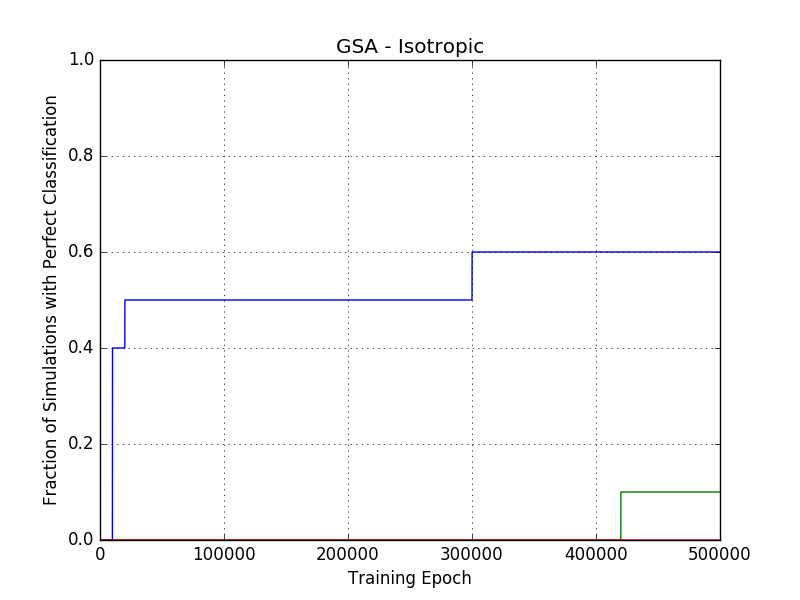 GSA - Isotropic
Fraction of Simulations with Perfect Classification
1.0
0.8
0.6
0.4
0.2
0.0
0 100000 200000 300000 400000 500000
Training Epoch